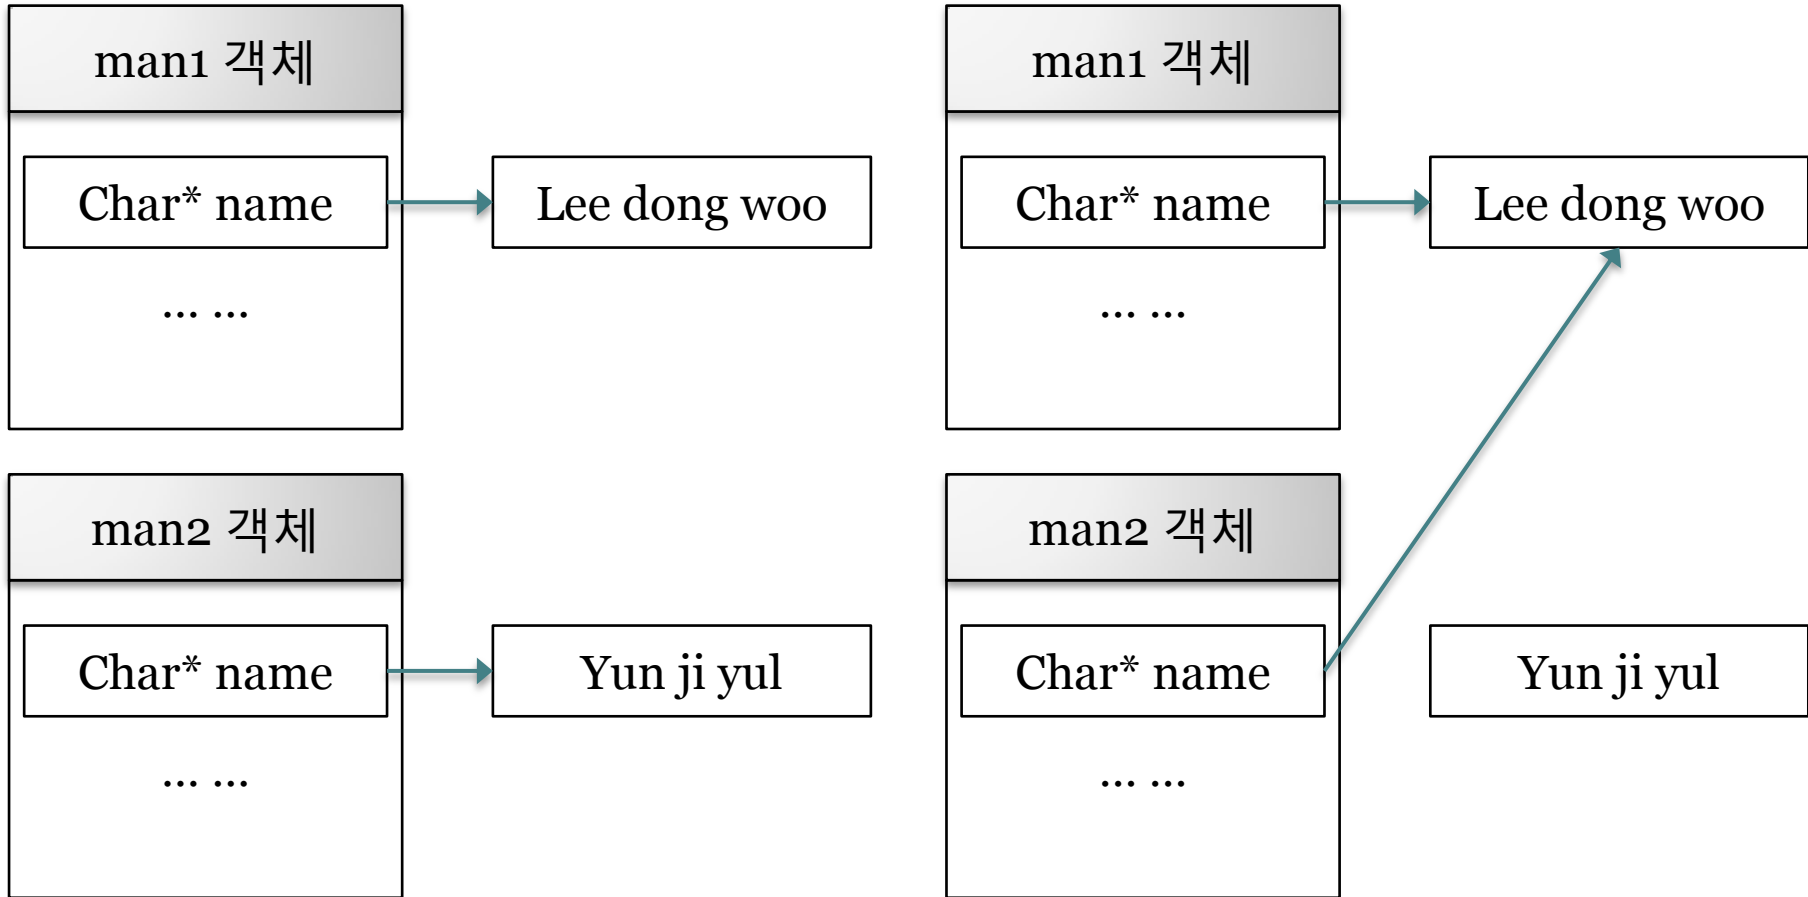 man1 객체
Char* name
Lee dong woo
... ...
man2 객체
Char* name
Yun ji yul
... ...
man1 객체
Char* name
Lee dong woo
... ...
man2 객체
Char* name
Yun ji yul
... ...